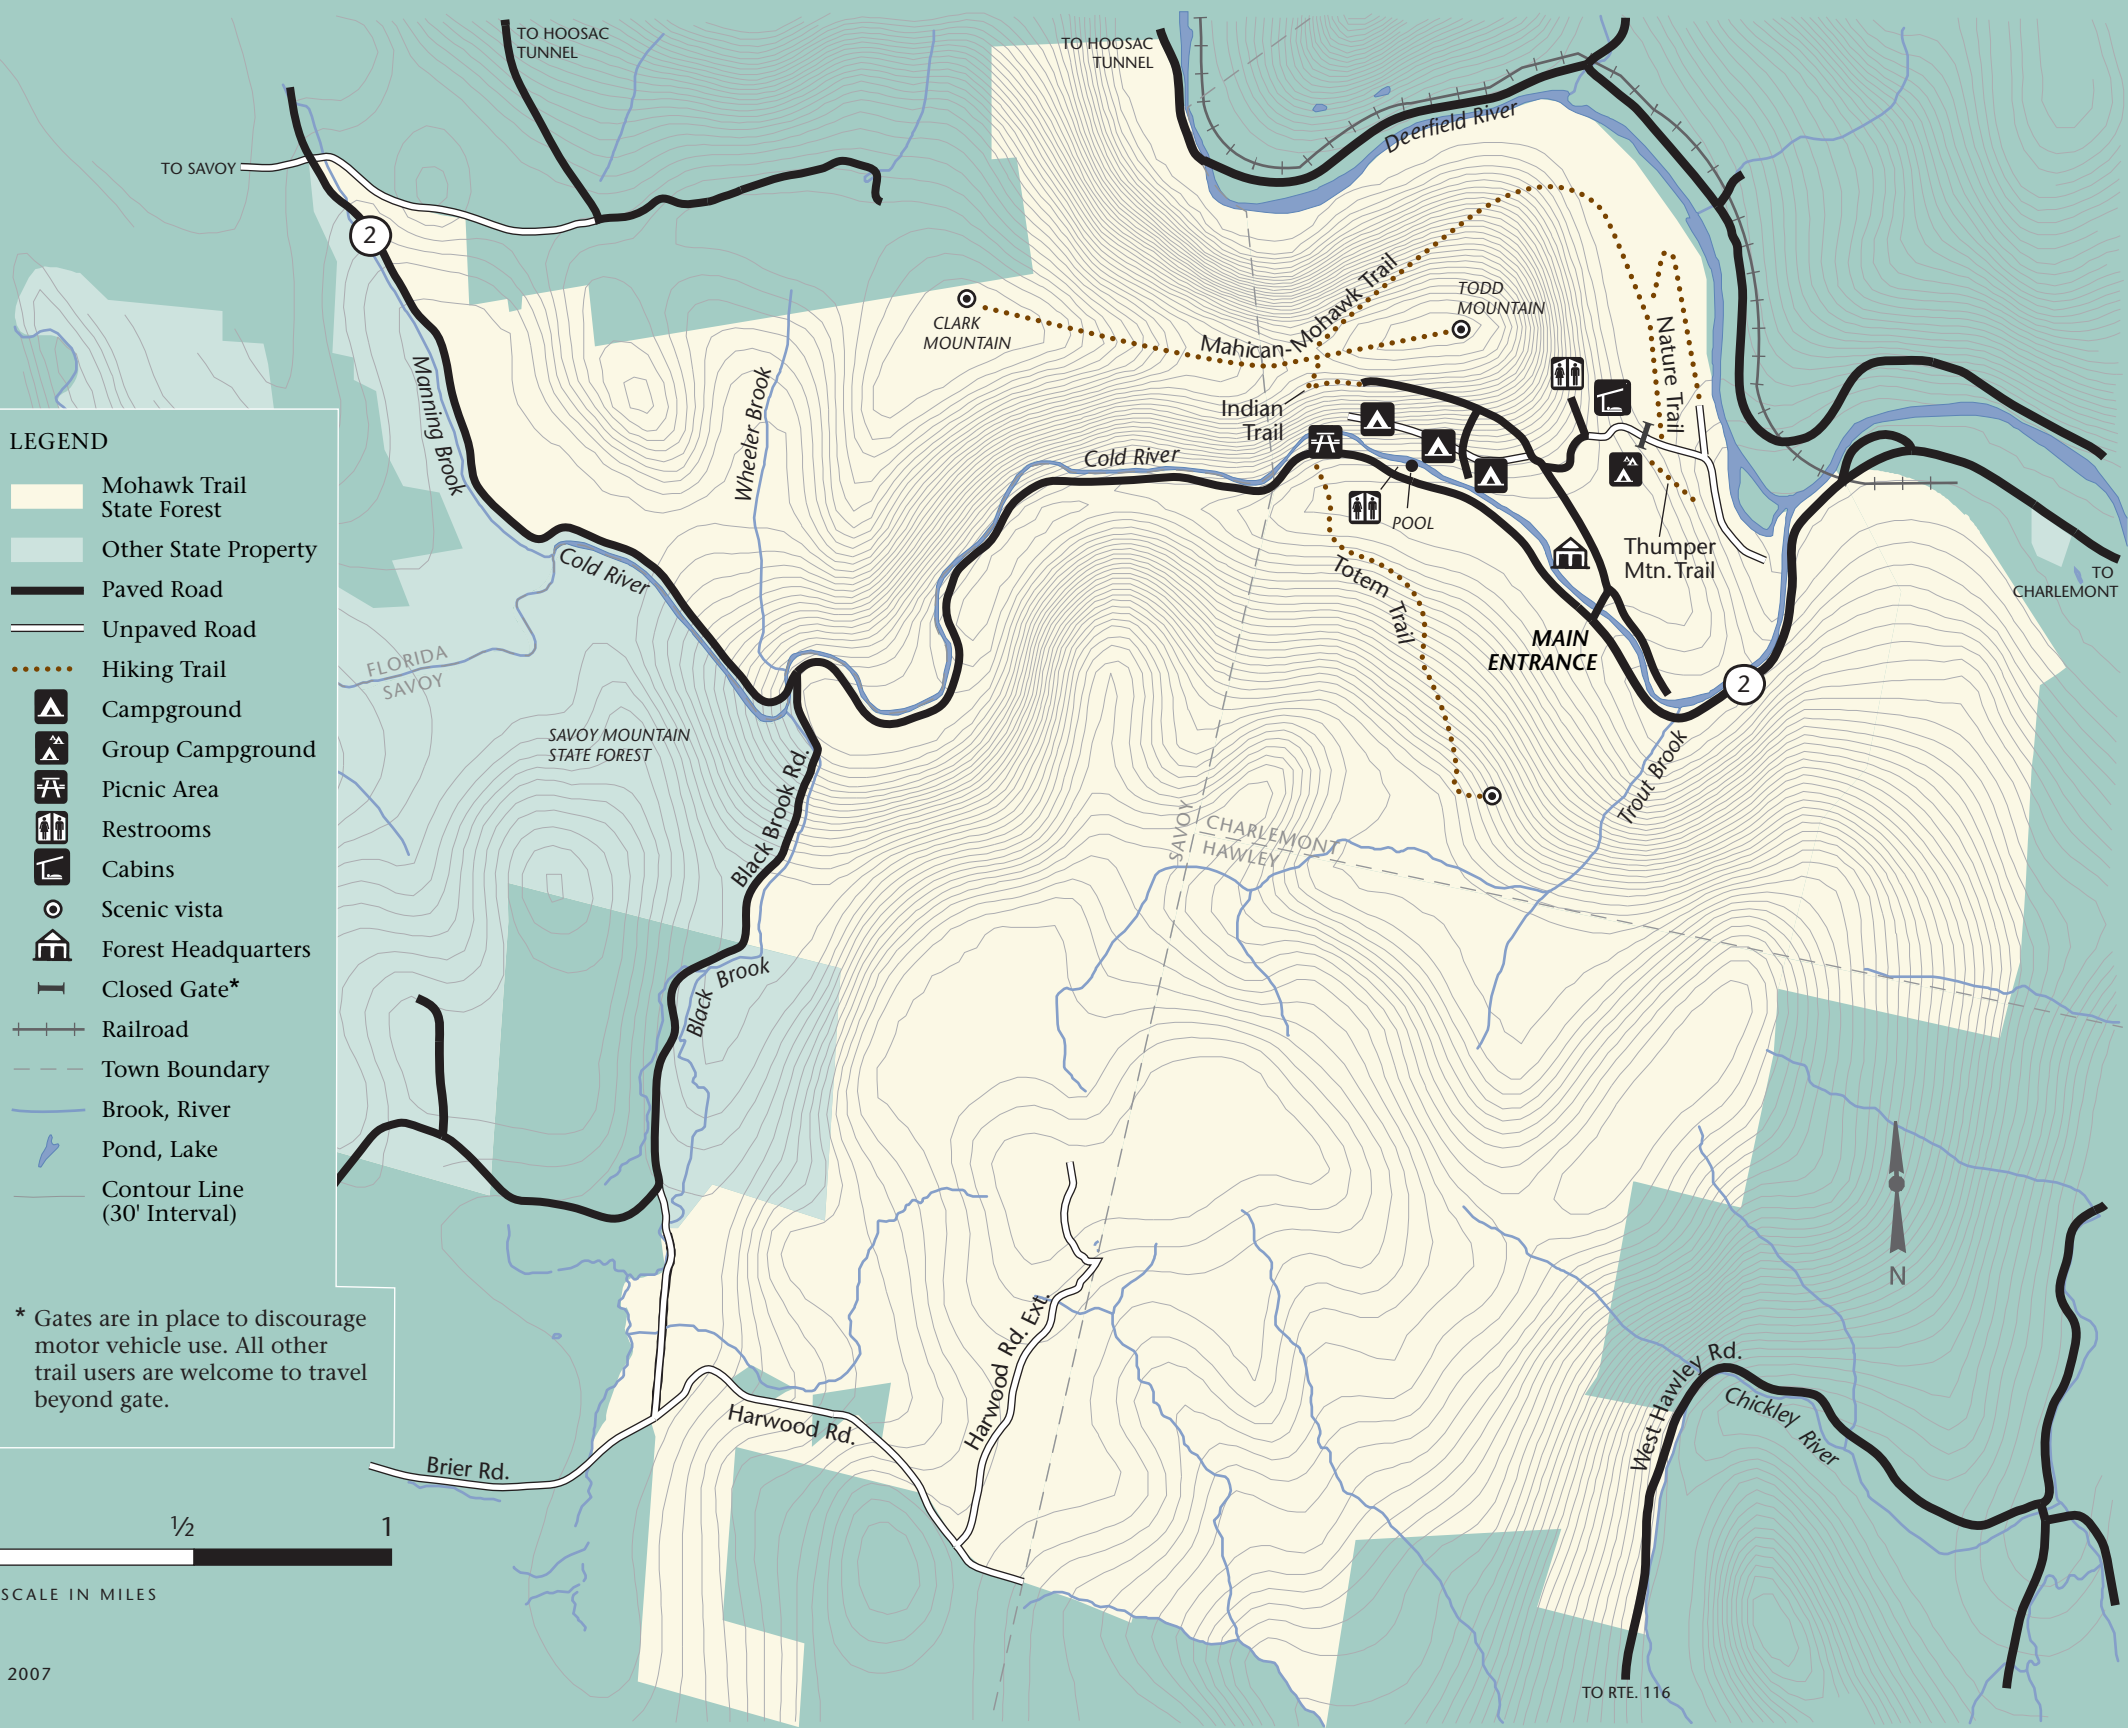 TO HOOSAC
TUNNEL
TO HOOSAC
TUNNEL
Deerfield River
TO SAVOY
2
CLARK
MOUNTAIN
Mahican-Mohawk Trail
TODD
MOUNTAIN
Nature Trail
Manning Brook
Wheeler Brook
Indian
Trail
Cold River
POOL
Thumper
Mtn. Trail
Totem Trail
TO
CHARLEMONT
MAIN
ENTRANCE
2
Cold River
FLORIDA
SAVOY
SAVOY MOUNTAIN
STATE FOREST
Black Brook Rd.
Trout Brook
SAVOY
CHARLEMONT
HAWLEY
Black Brook
LEGEND
Mohawk Trail
State Forest
Other State Property
Paved Road
Unpaved Road
Hiking Trail
Campground
Group Campground
Picnic Area
Restrooms
Cabins
Scenic vista
Forest Headquarters
Closed Gate*
Railroad
Town Boundary
Brook, River
Pond, Lake
Contour Line
(30' Interval)
* Gates are in place to discourage
motor vehicle use. All other
trail users are welcome to travel
beyond gate.
N
Harwood Rd. Ext.
Harwood Rd.
Brier Rd.
West Hawley Rd.
Chickley River
TO RTE. 116
½ 1
SCALE IN MILES
2007